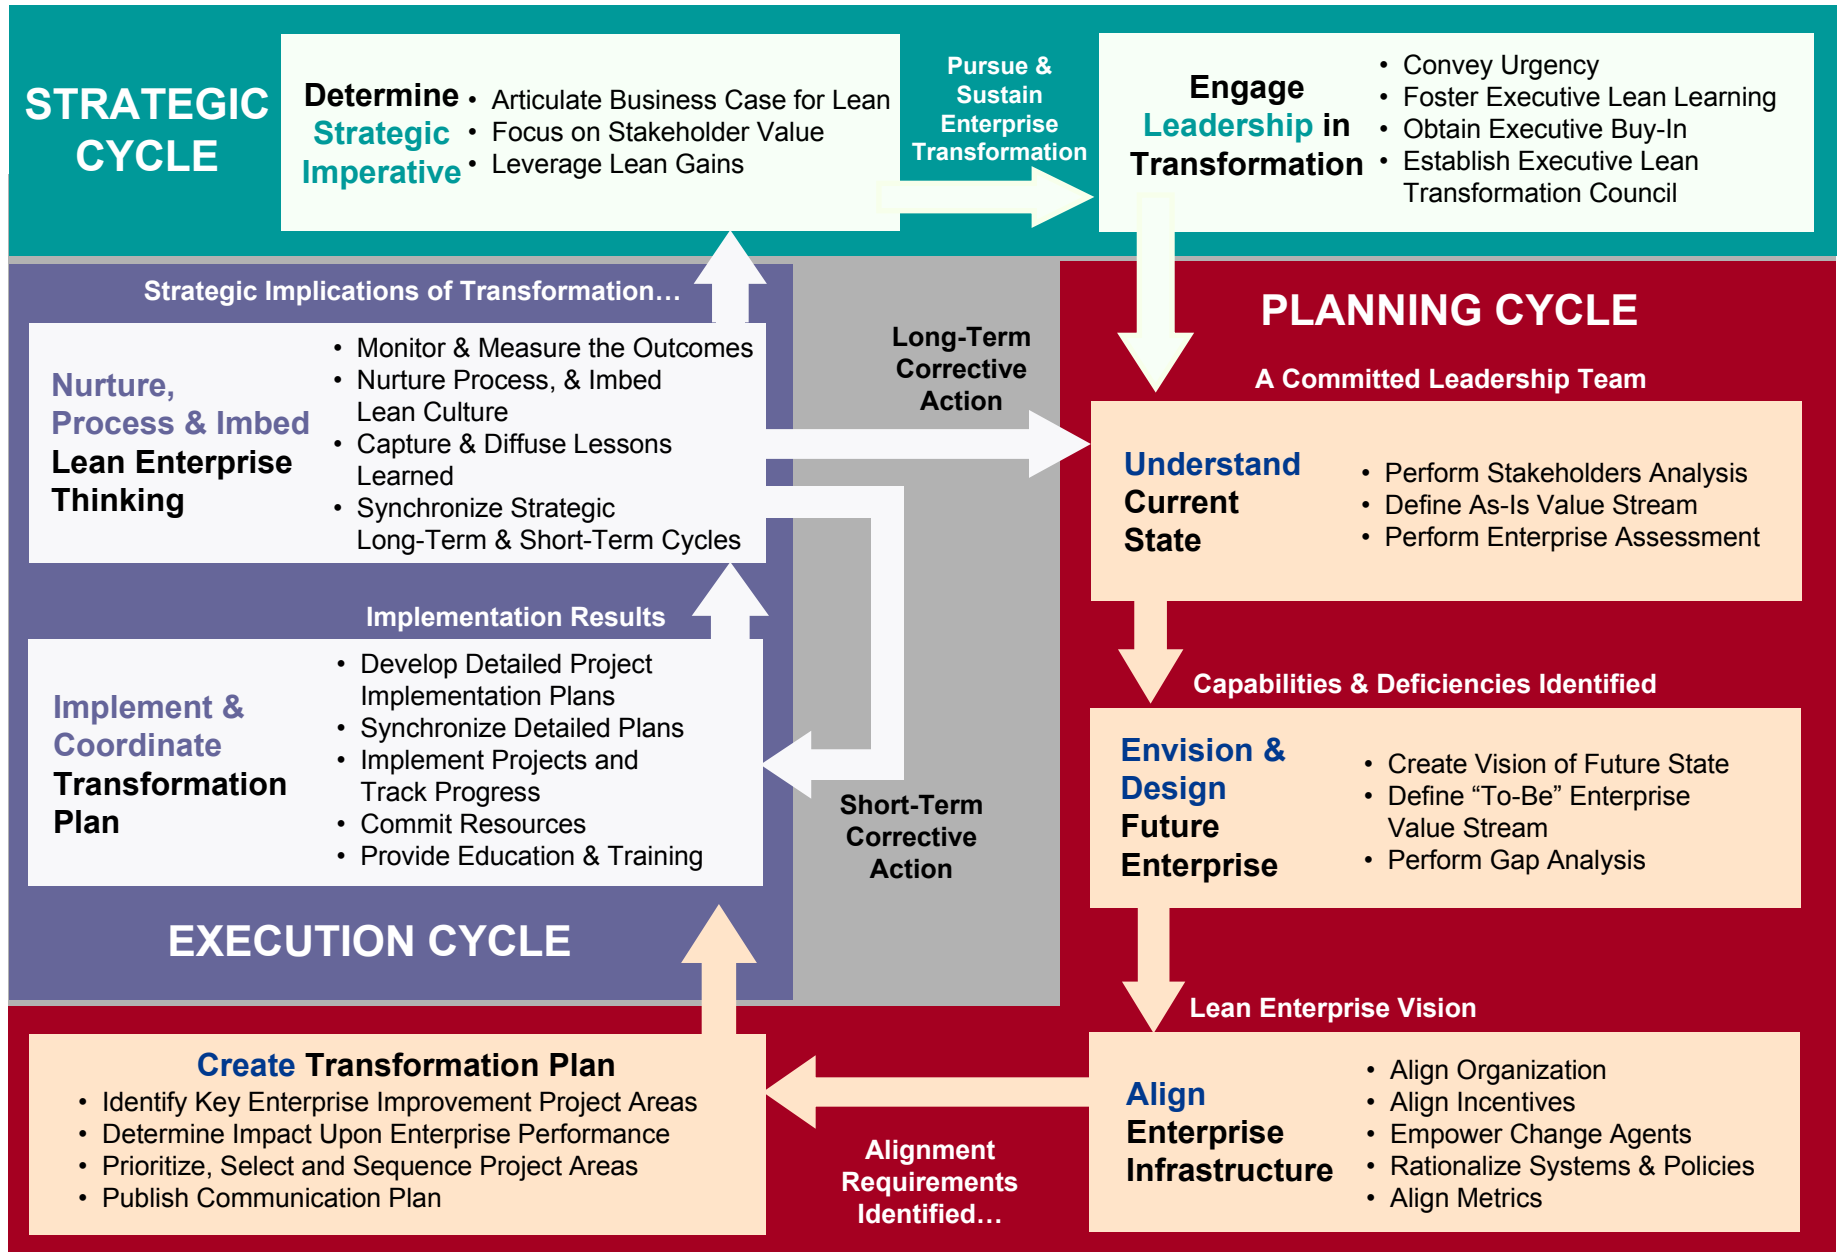 STRATEGIC
CYCLE
Determine
Strategic
Imperative
• Articulate Business Case for Lean
• Focus on Stakeholder Value
• Leverage Lean Gains
Pursue &
Sustain
Enterprise
Transformation
Engage
Leadership in
Transformation
• Convey Urgency
• Foster Executive Lean Learning
• Obtain Executive Buy-In
• Establish Executive Lean
Transformation Council
Strategic Implications of Transformation…
Nurture,
Process & Imbed
Lean Enterprise
Thinking
• Monitor & Measure the Outcomes
• Nurture Process, & Imbed
Lean Culture
• Capture & Diffuse Lessons
Learned
• Synchronize Strategic
Long-Term & Short-Term Cycles
Implementation Results
Implement &
Coordinate
Transformation
Plan
• Develop Detailed Project
Implementation Plans
• Synchronize Detailed Plans
• Implement Projects and
Track Progress
• Commit Resources
• Provide Education & Training
EXECUTION CYCLE
Long-Term
Corrective
Action
Short-Term
Corrective
Action
PLANNING CYCLE
A Committed Leadership Team
Understand
Current
State
• Perform Stakeholders Analysis
• Define As-Is Value Stream
• Perform Enterprise Assessment
Capabilities & Deficiencies Identified
Envision &
Design
Future
Enterprise
• Create Vision of Future State
• Define “To-Be” Enterprise
Value Stream
• Perform Gap Analysis
Lean Enterprise Vision
Align
Enterprise
Infrastructure
• Align Organization
• Align Incentives
• Empower Change Agents
• Rationalize Systems & Policies
• Align Metrics
Alignment
Requirements
Identified…
Create Transformation Plan
• Identify Key Enterprise Improvement Project Areas
• Determine Impact Upon Enterprise Performance
• Prioritize, Select and Sequence Project Areas
• Publish Communication Plan